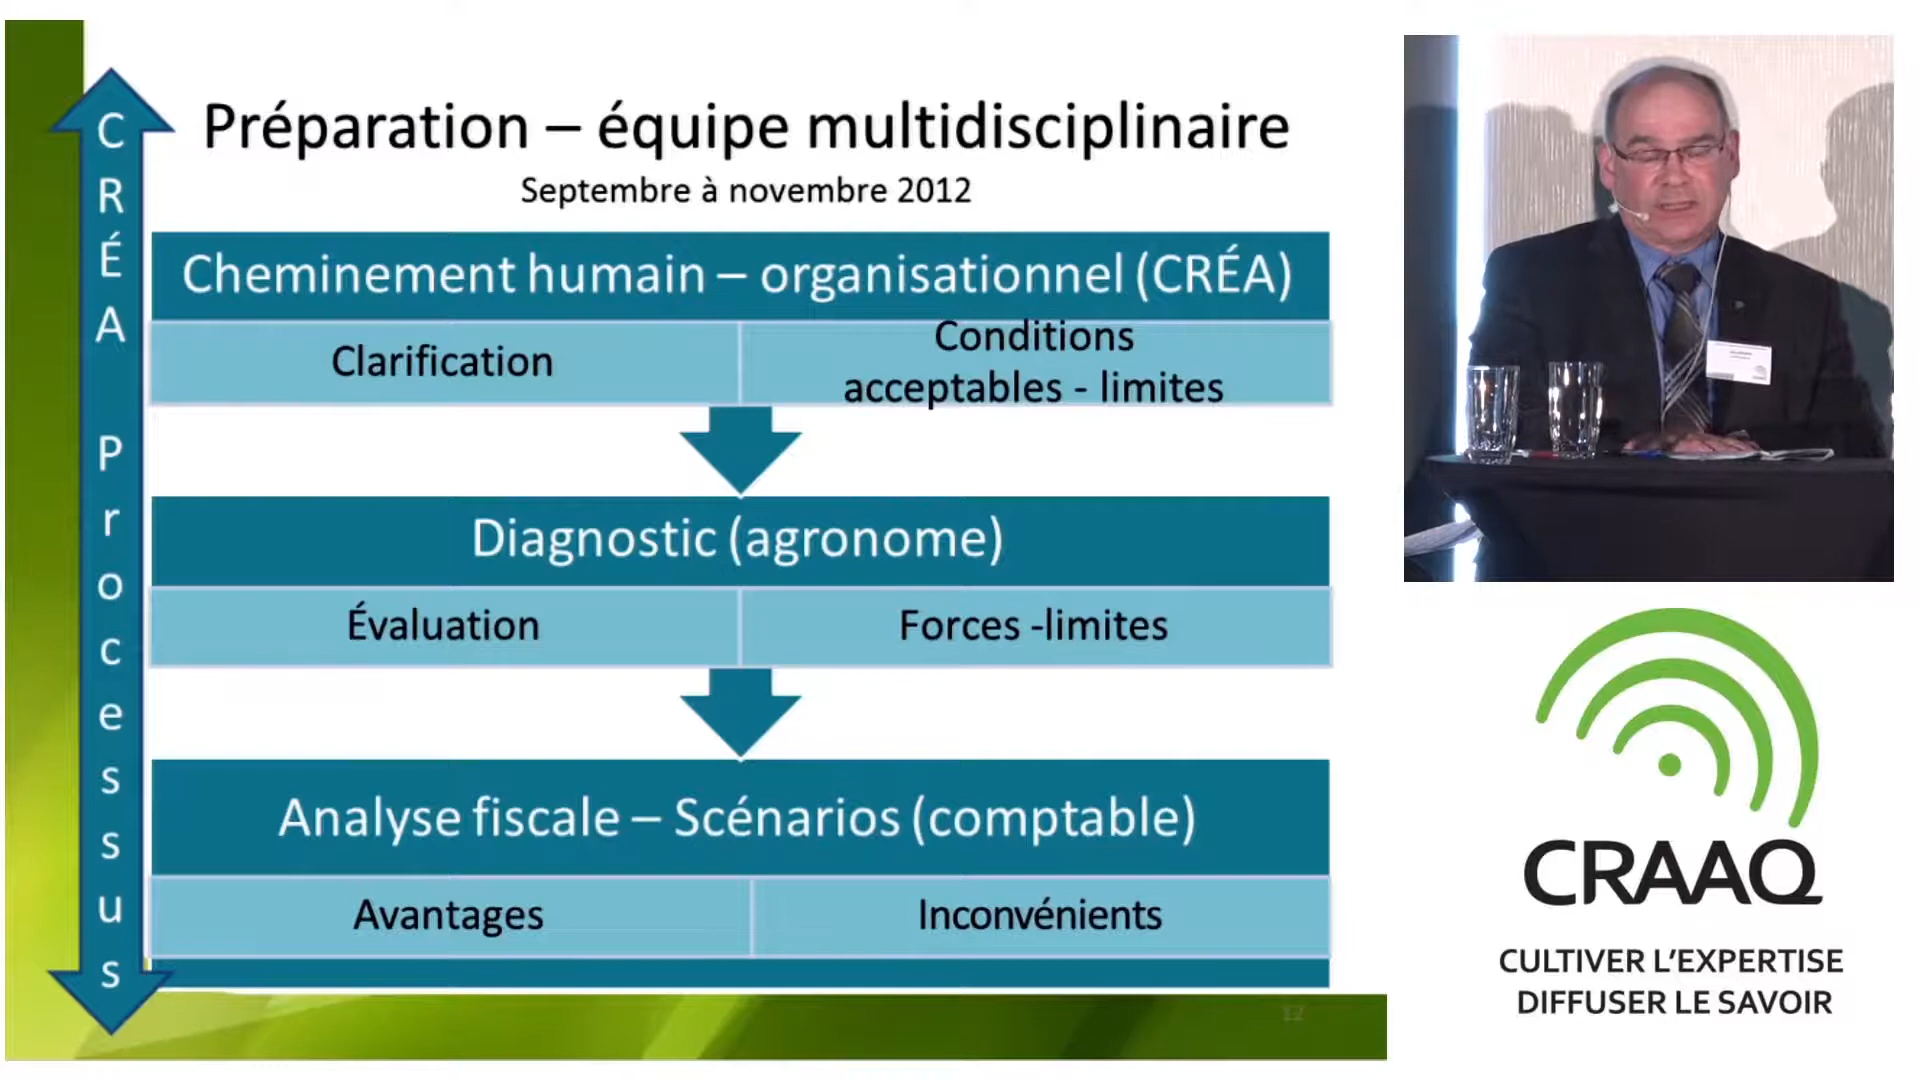 Préparation – équipe multidisciplinaire
Septembre à novembre 2012
CRÉA Processus
Cheminement humain – organisationnel (CRÉA)
Clarification
Conditions
acceptables - limites
Diagnostic (agronome)
Évaluation
Forces -limites
Analyse fiscale – Scénarios (comptable)
Avantages
Inconvénients
12
CRAAQ
CULTIVER L’EXPERTISE
DIFFUSER LE SAVOIR